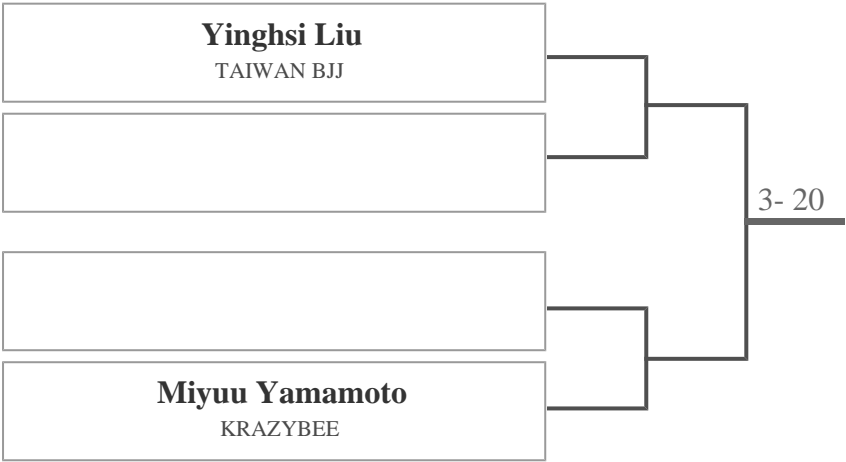 Yinghsi Liu
TAIWAN BJJ
3- 20
Miyuu Yamamoto
KRAZYBEE